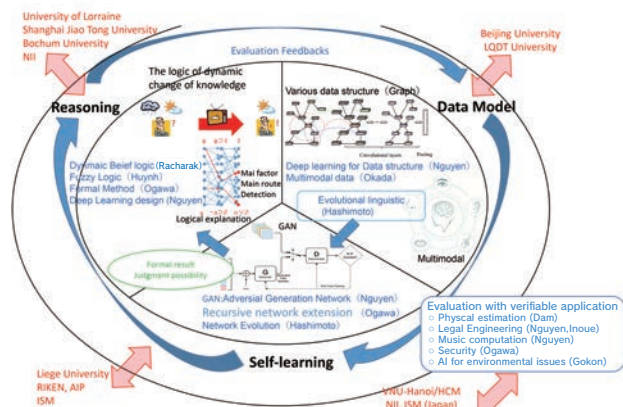 University of Lorraine
Shanghai Jiao Tong University
Bochum University
NII
Evaluation Feedbacks
Beijing University
LQDT University
Reasoning
The logic of dynamic
change of knowledge
Various data structure (Graph)
Data Model
Convolutional layers
Pooling
Dynmaic Beief logic (Racharak)
Fuzzy Logic (Huynh)
Formal Method (Ogawa)
Deep Learning design (Nguyen)
Mai factor
Main route
Detection
Logical explanation
Deep learning for Data structure (Nguyen)
Multimodal data (Okada)
Evolutional linguistic
(Hashimoto)
GAN
Multimodal
Formal result
Judgment possibility
G
D
GAN:Adversial Generation Network (Nguyen)
Recursive network extension (Ogawa)
Network Evolution (Hashimoto)
Self-learning
Evaluation with verifiable application
○ Physcal estimation (Dam)
○ Legal Engineering (Nguyen,Inoue)
○ Music computation (Nguyen)
○ Security (Ogawa)
○ AI for environmental issues (Gokon)
Liege University
RIKEN, AIP
ISM
VNU-Hanoi/HCM
NII, ISM (Japan)